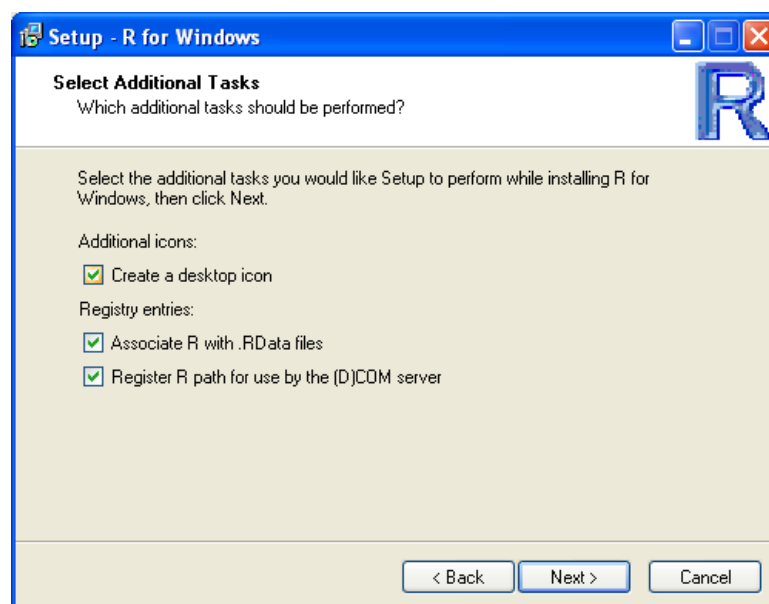 Setup - R for Windows
Select Additional Tasks
Which additional tasks should be performed?
R
Select the additional tasks you would like Setup to perform while installing R for
Windows, then click Next.
Additional icons:
Create a desktop icon
Registry entries:
Associate R with .RData files
Register R path for use by the (D)COM server
< Back
Next >
Cancel